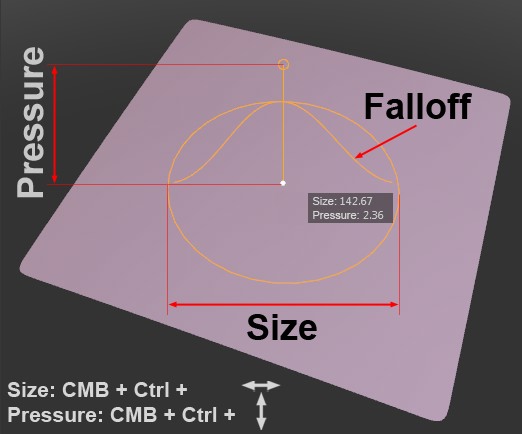 Pressure
Falloff
Size: 142.67
Pressure: 2.36
Size
Size: CMB + Ctrl +
Pressure: CMB + Ctrl +